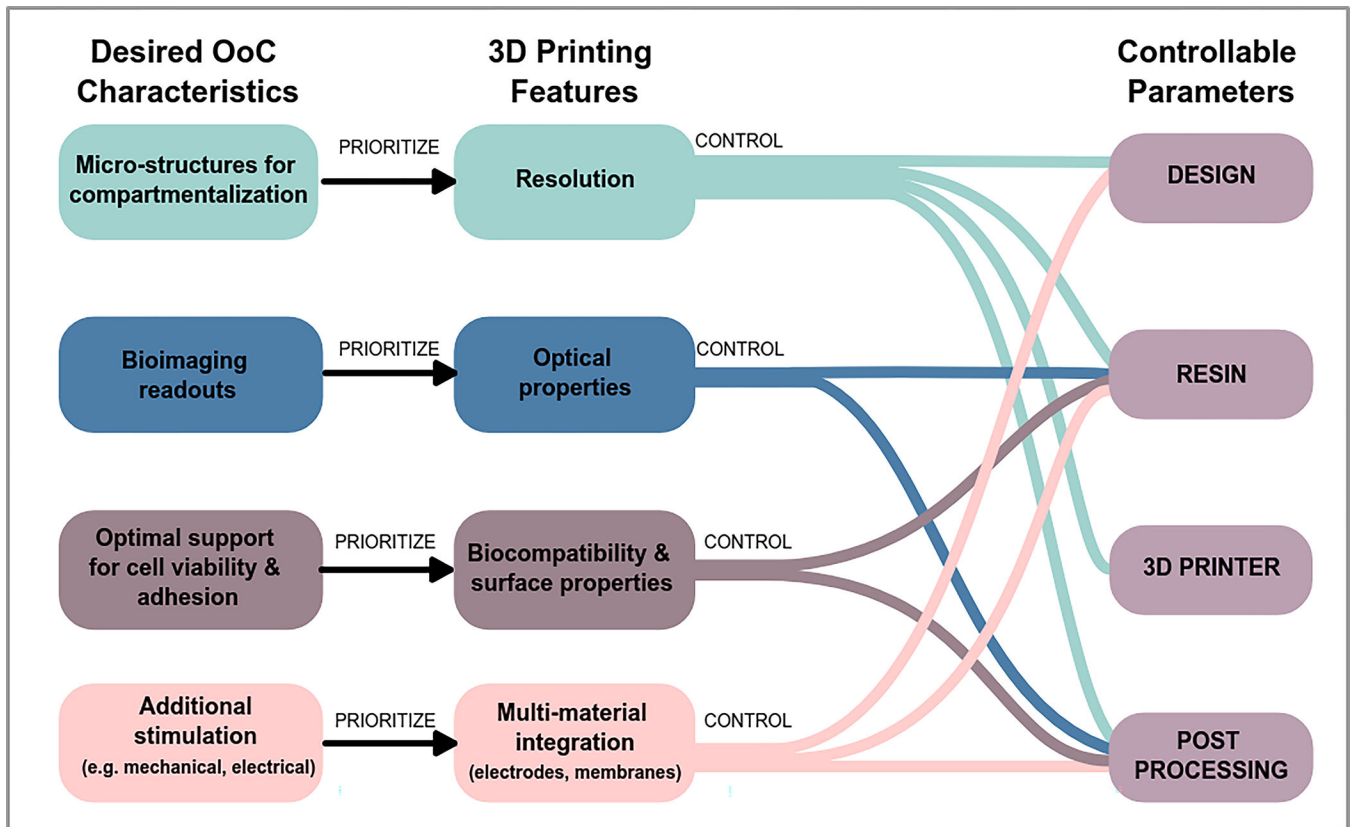 Desired OoC
Characteristics
3D Printing
Features
Controllable
Parameters
Micro-structures for
compartmentalization
PRIORITIZE
Resolution
CONTROL
DESIGN
Bioimaging
readouts
PRIORITIZE
Optical
properties
CONTROL
RESIN
Optimal support
for cell viability &
adhesion
PRIORITIZE
Biocompatibility &
surface properties
CONTROL
3D PRINTER
Additional
stimulation
(e.g. mechanical, electrical)
PRIORITIZE
Multi-material
integration
(electrodes, membranes)
CONTROL
POST
PROCESSING